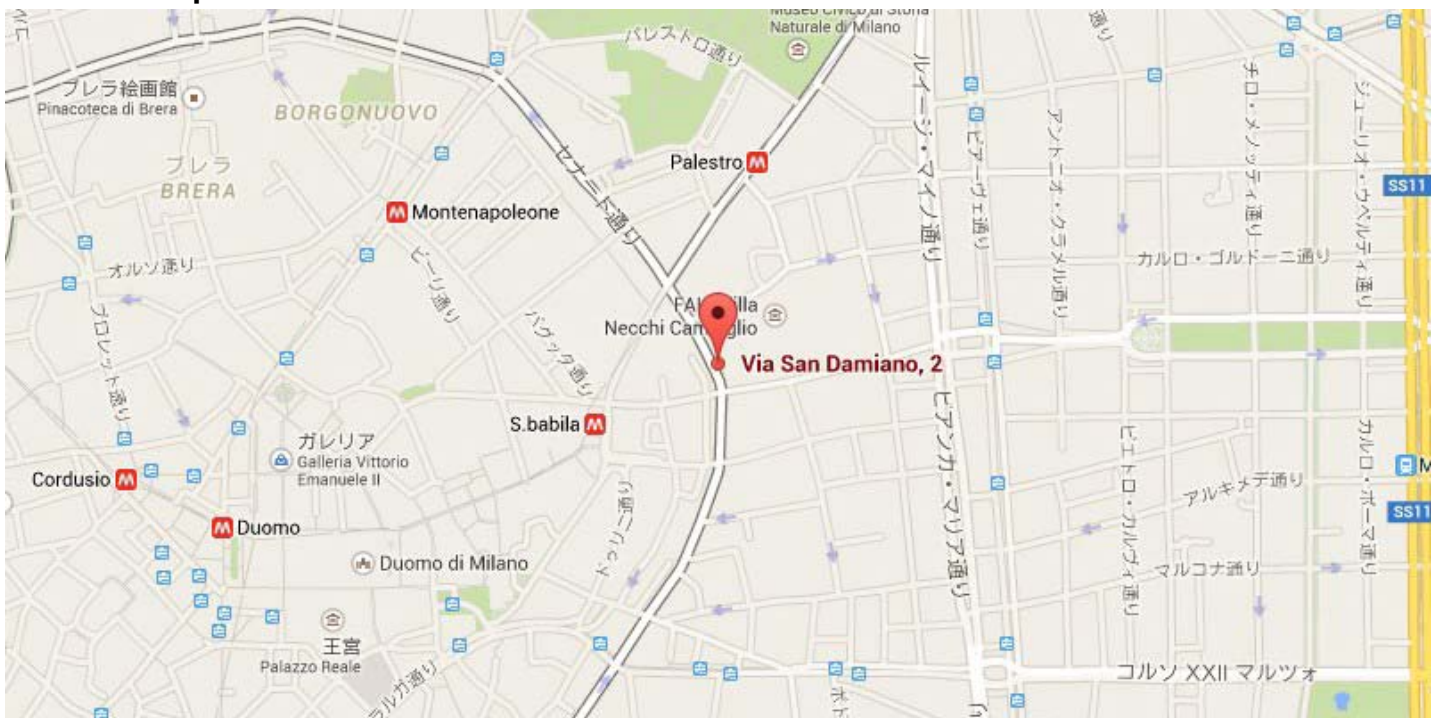 Museo Civico di Storia
Naturale di Milano
パレストロ通り
ブレラ絵画館
Pinacoteca di Brera
BORGONUOVO
ブレラ
BRERA
セナート通り
Palestro
M
Montenapoleone
M
ルイージ・マイノ通り
ピアーヴェ通り
アントニオ・クラメル通り
チロ・メノッティ通り
ジューリオ・ウベルティ通り
SS11
オルソ通り
ビーリ通り
カルロ・ゴルドーニ通り
ブロレット通り
バグッタ通り
Necchi
Via San Damiano, 2
S.babila
M
ガレリア
Galleria Vittorio
Emanuele II
Cordusio
M
M
Duomo
Duomo di Milano
ビアンカ・マリア通り
ピエトロ・カルヴィ通り
カルロ・ポーマ通り
アルキメデ通り
M
SS11
マルコナ通り
王宮
Palazzo Reale
ラルガ通り
コルソ XXII マルツォ